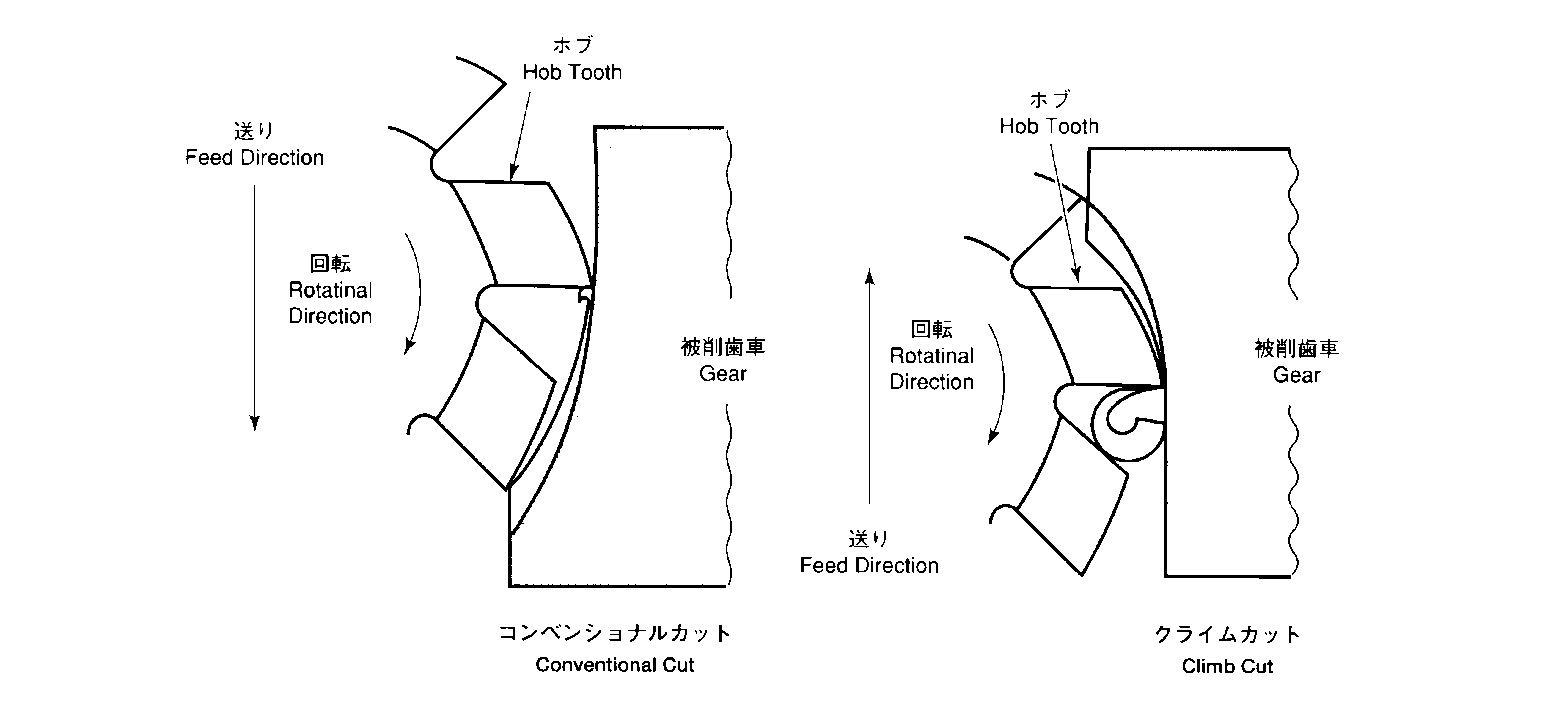 ホブ
Hob Tooth
送り
Feed Direction
回転
Rotatinal
Direction
被削歯車
Gear
コンベンショナルカット
Conventional Cut
ホブ
Hob Tooth
回転
Rotatinal
Direction
被削歯車
Gear
送り
Feed Direction
クライムカット
Climb Cut